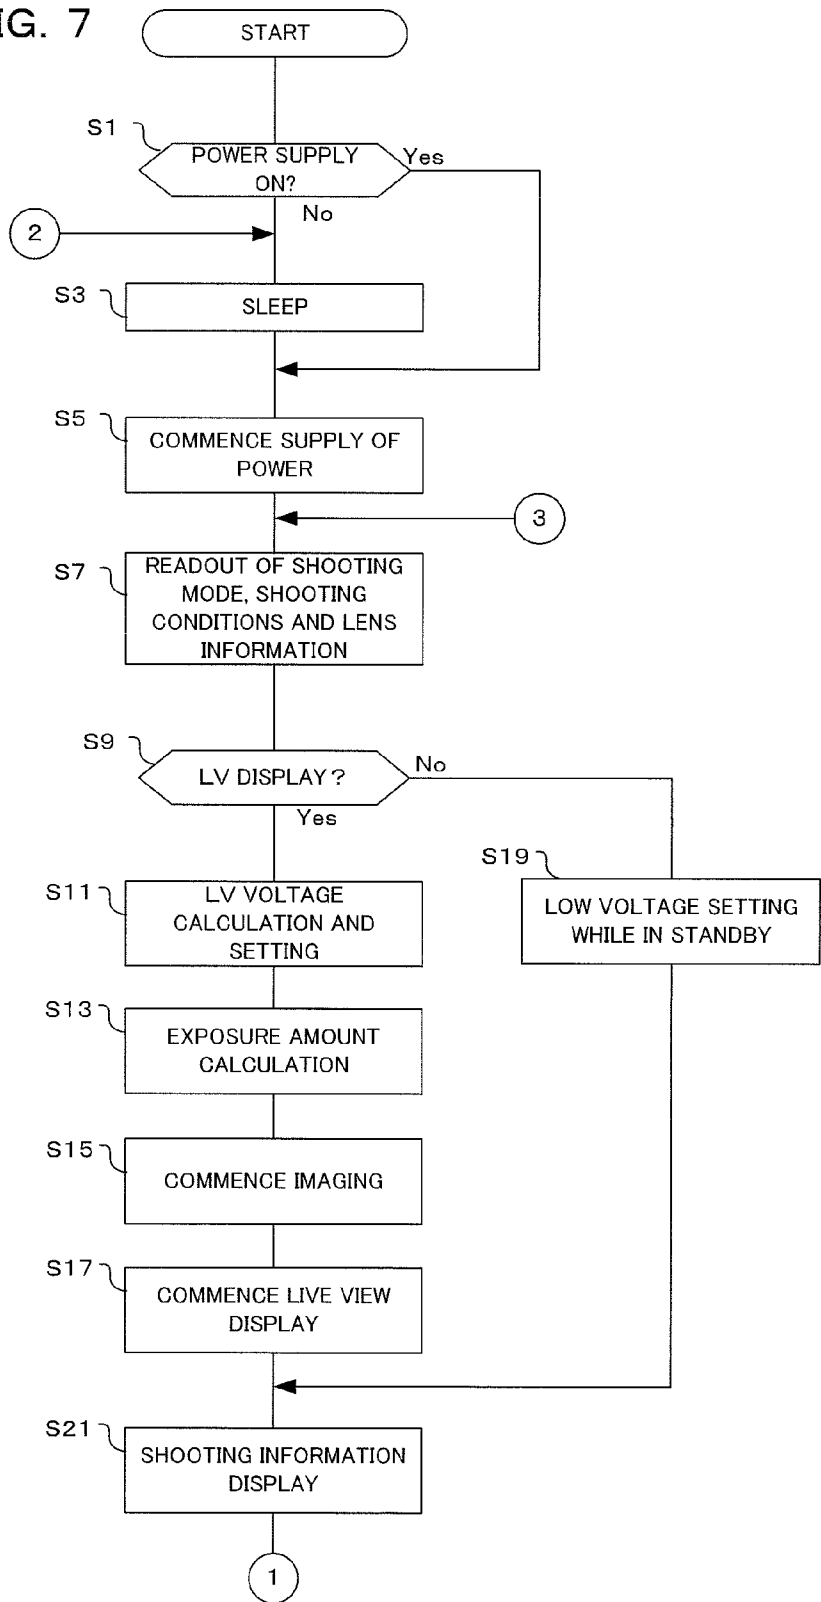 IG. 7
START
S1
POWER SUPPLY
ON?
Yes
No
2
S3
SLEEP
S5
COMMENCE SUPPLY OF
POWER
3
S7
READOUT OF SHOOTING
MODE, SHOOTING
CONDITIONS AND LENS
INFORMATION
S9
LV DISPLAY?
No
Yes
S11
LV VOLTAGE
CALCULATION AND
SETTING
S19
LOW VOLTAGE SETTING
WHILE IN STANDBY
S13
EXPOSURE AMOUNT
CALCULATION
S15
COMMENCE IMAGING
S17
COMMENCE LIVE VIEW
DISPLAY
S21
SHOOTING INFORMATION
DISPLAY
1